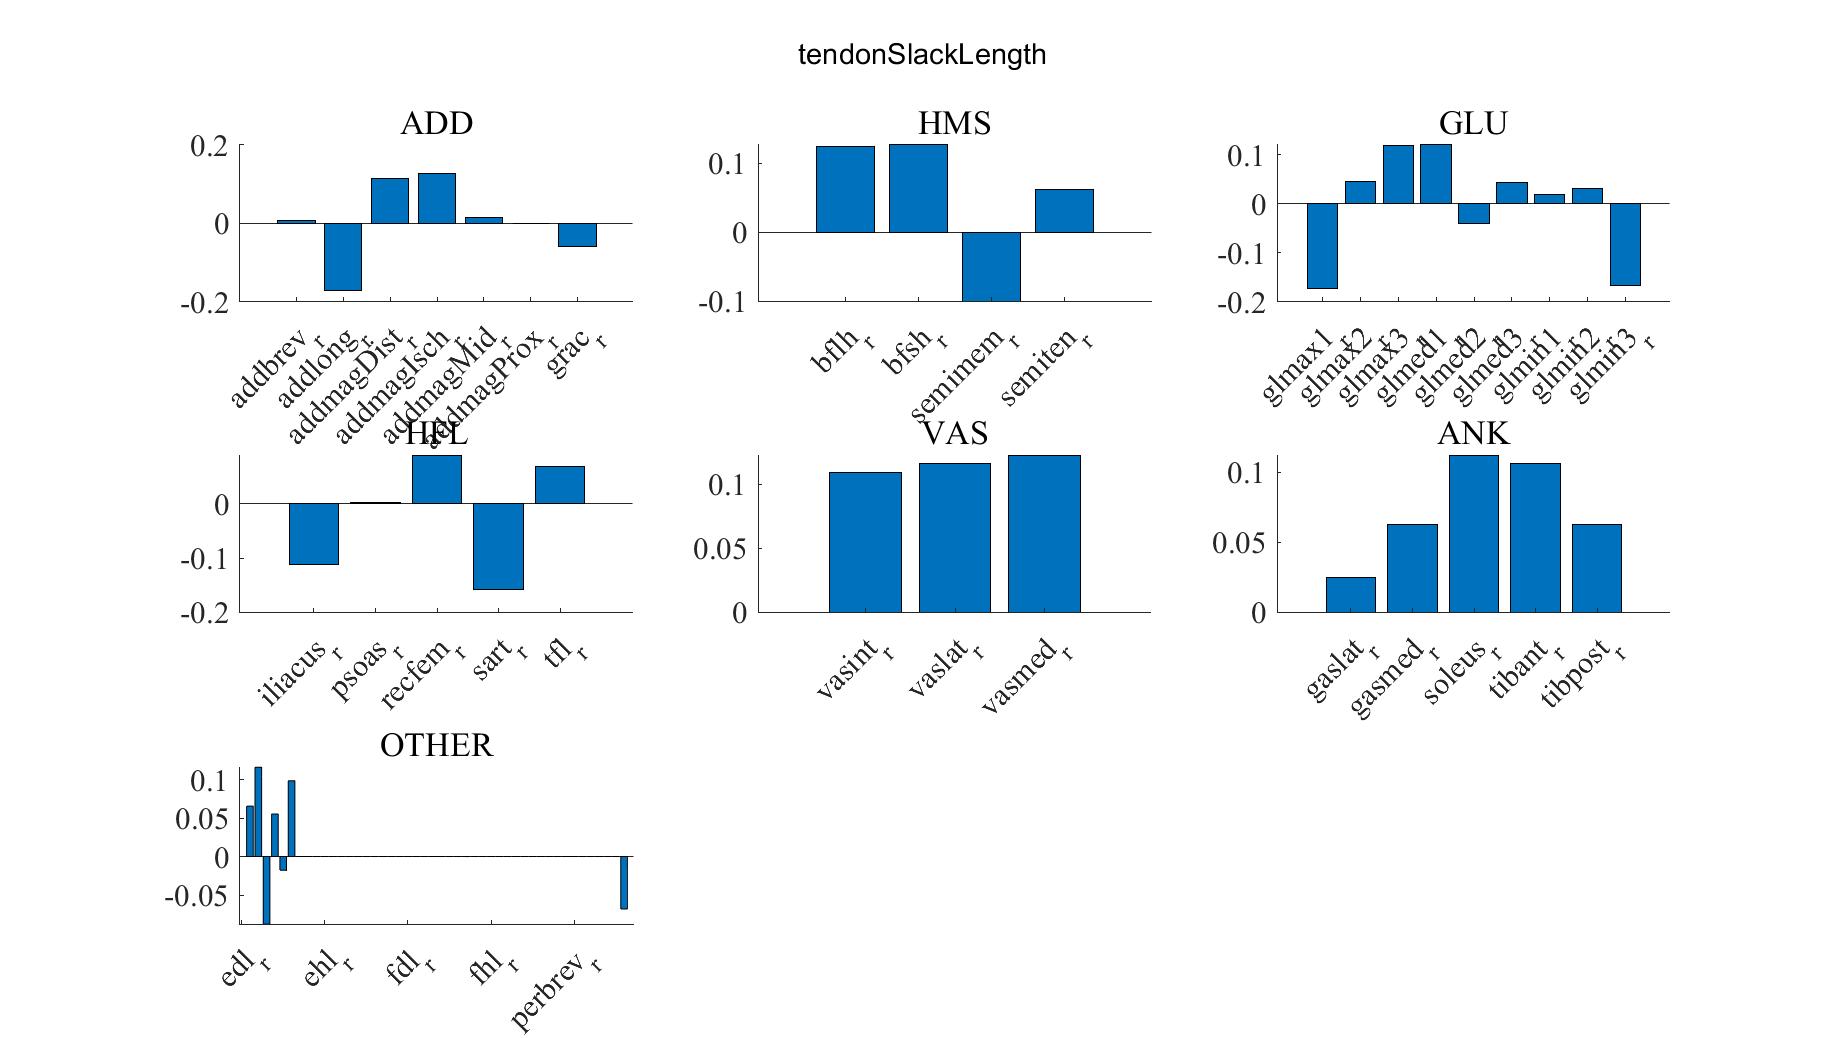 tendonSlackLength
ADD
0.2
0
-0.2
addbrev_r
addlong_r
addmagDist_r
addmagIsch_r
addmagMid_r
addmagProx_r
grac_r
HMS
0.1
0
-0.1
bflh_r
bfsh_r
semimem_r
semiten_r
GLU
0.1
0
-0.1
-0.2
glmax1_r
glmax2_r
glmax3_r
glmed1_r
glmed2_r
glmed3_r
glmin1_r
glmin2_r
glmin3_r
HFL
0
-0.1
-0.2
iliacus_r
psoas_r
recfem_r
sart_r
tfl_r
VAS
0.1
0.05
0
vasint_r
vaslat_r
vasmed_r
ANK
0.1
0.05
0
gaslat_r
gasmed_r
soleus_r
tibant_r
tibpost_r
OTHER
0.1
0.05
0
-0.05
edl_r
ehl_r
fdl_r
fhl_r
perbrev_r